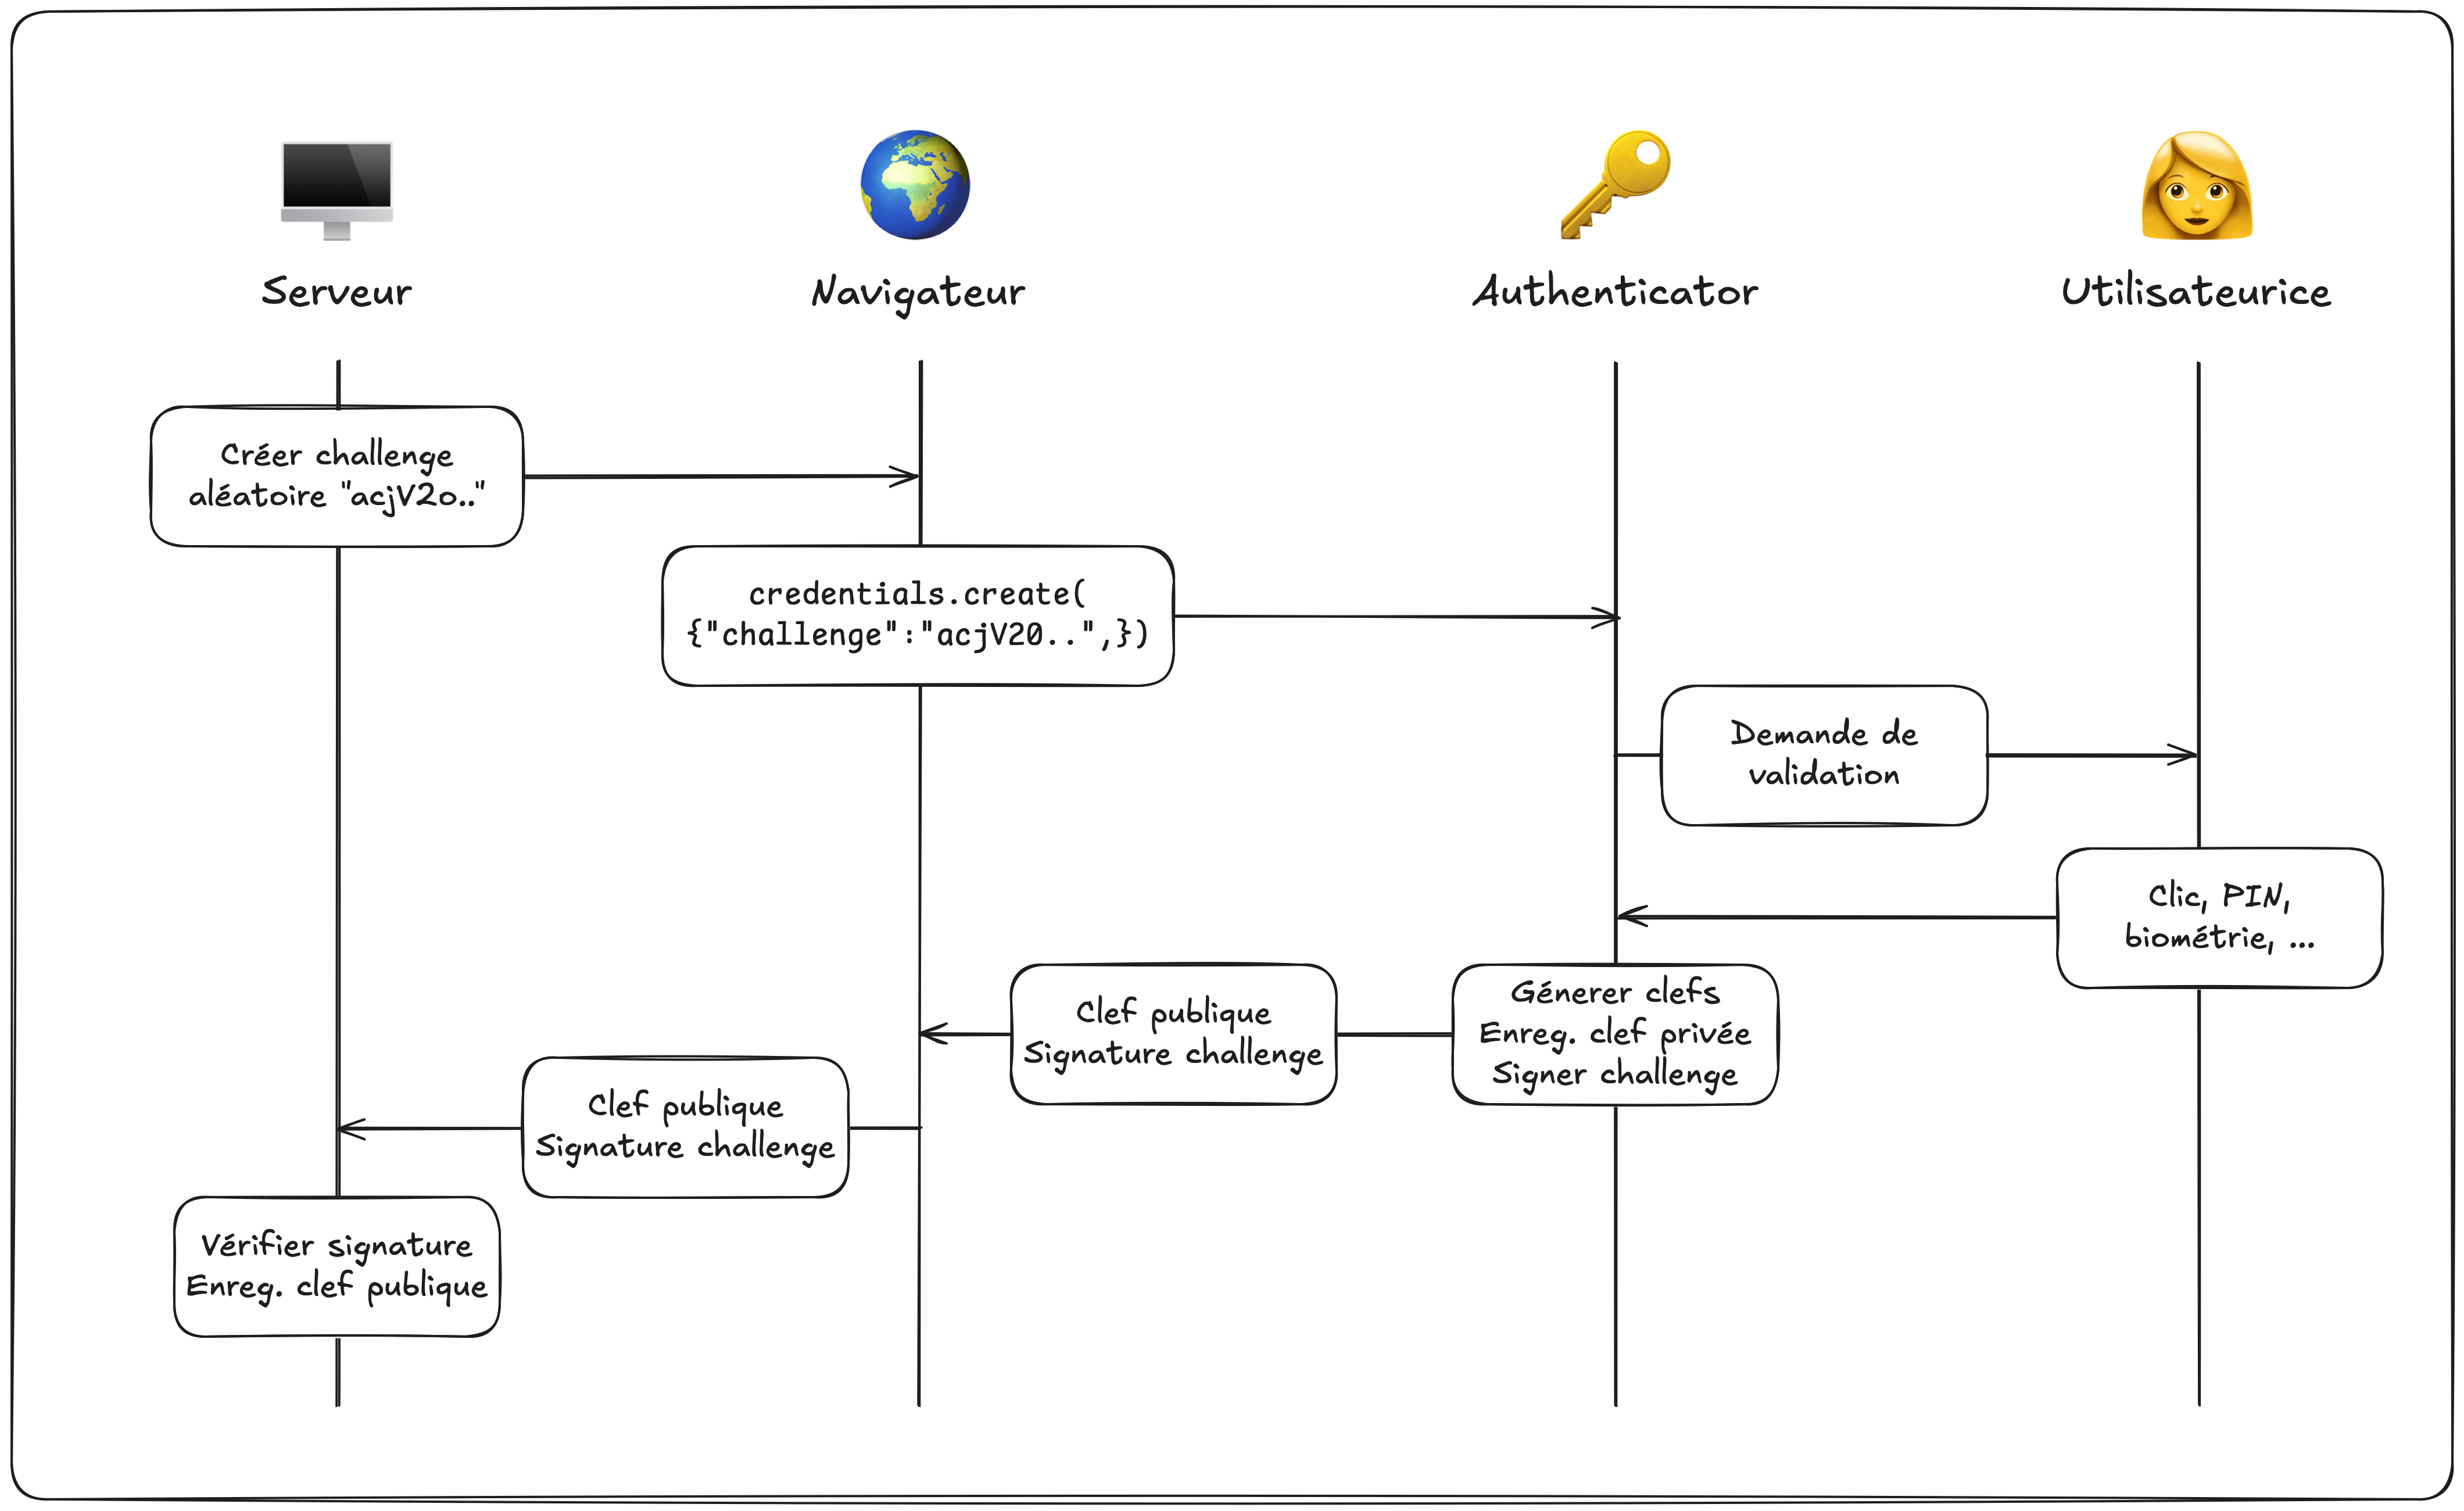 Serveur
Navigateur
Authenticator
Utilisateurice
Créer challenge
aléatoire "acjV2o.."
credentials.create(
{"challenge":"acjV20..",})
Demande de
validation
Clic, PIN,
biométrie, ...
Génerer clefs
Enreg. clef privée
Signer challenge
Clef publique
Signature challenge
Clef publique
Signature challenge
Vérifier signature
Enreg. clef publique